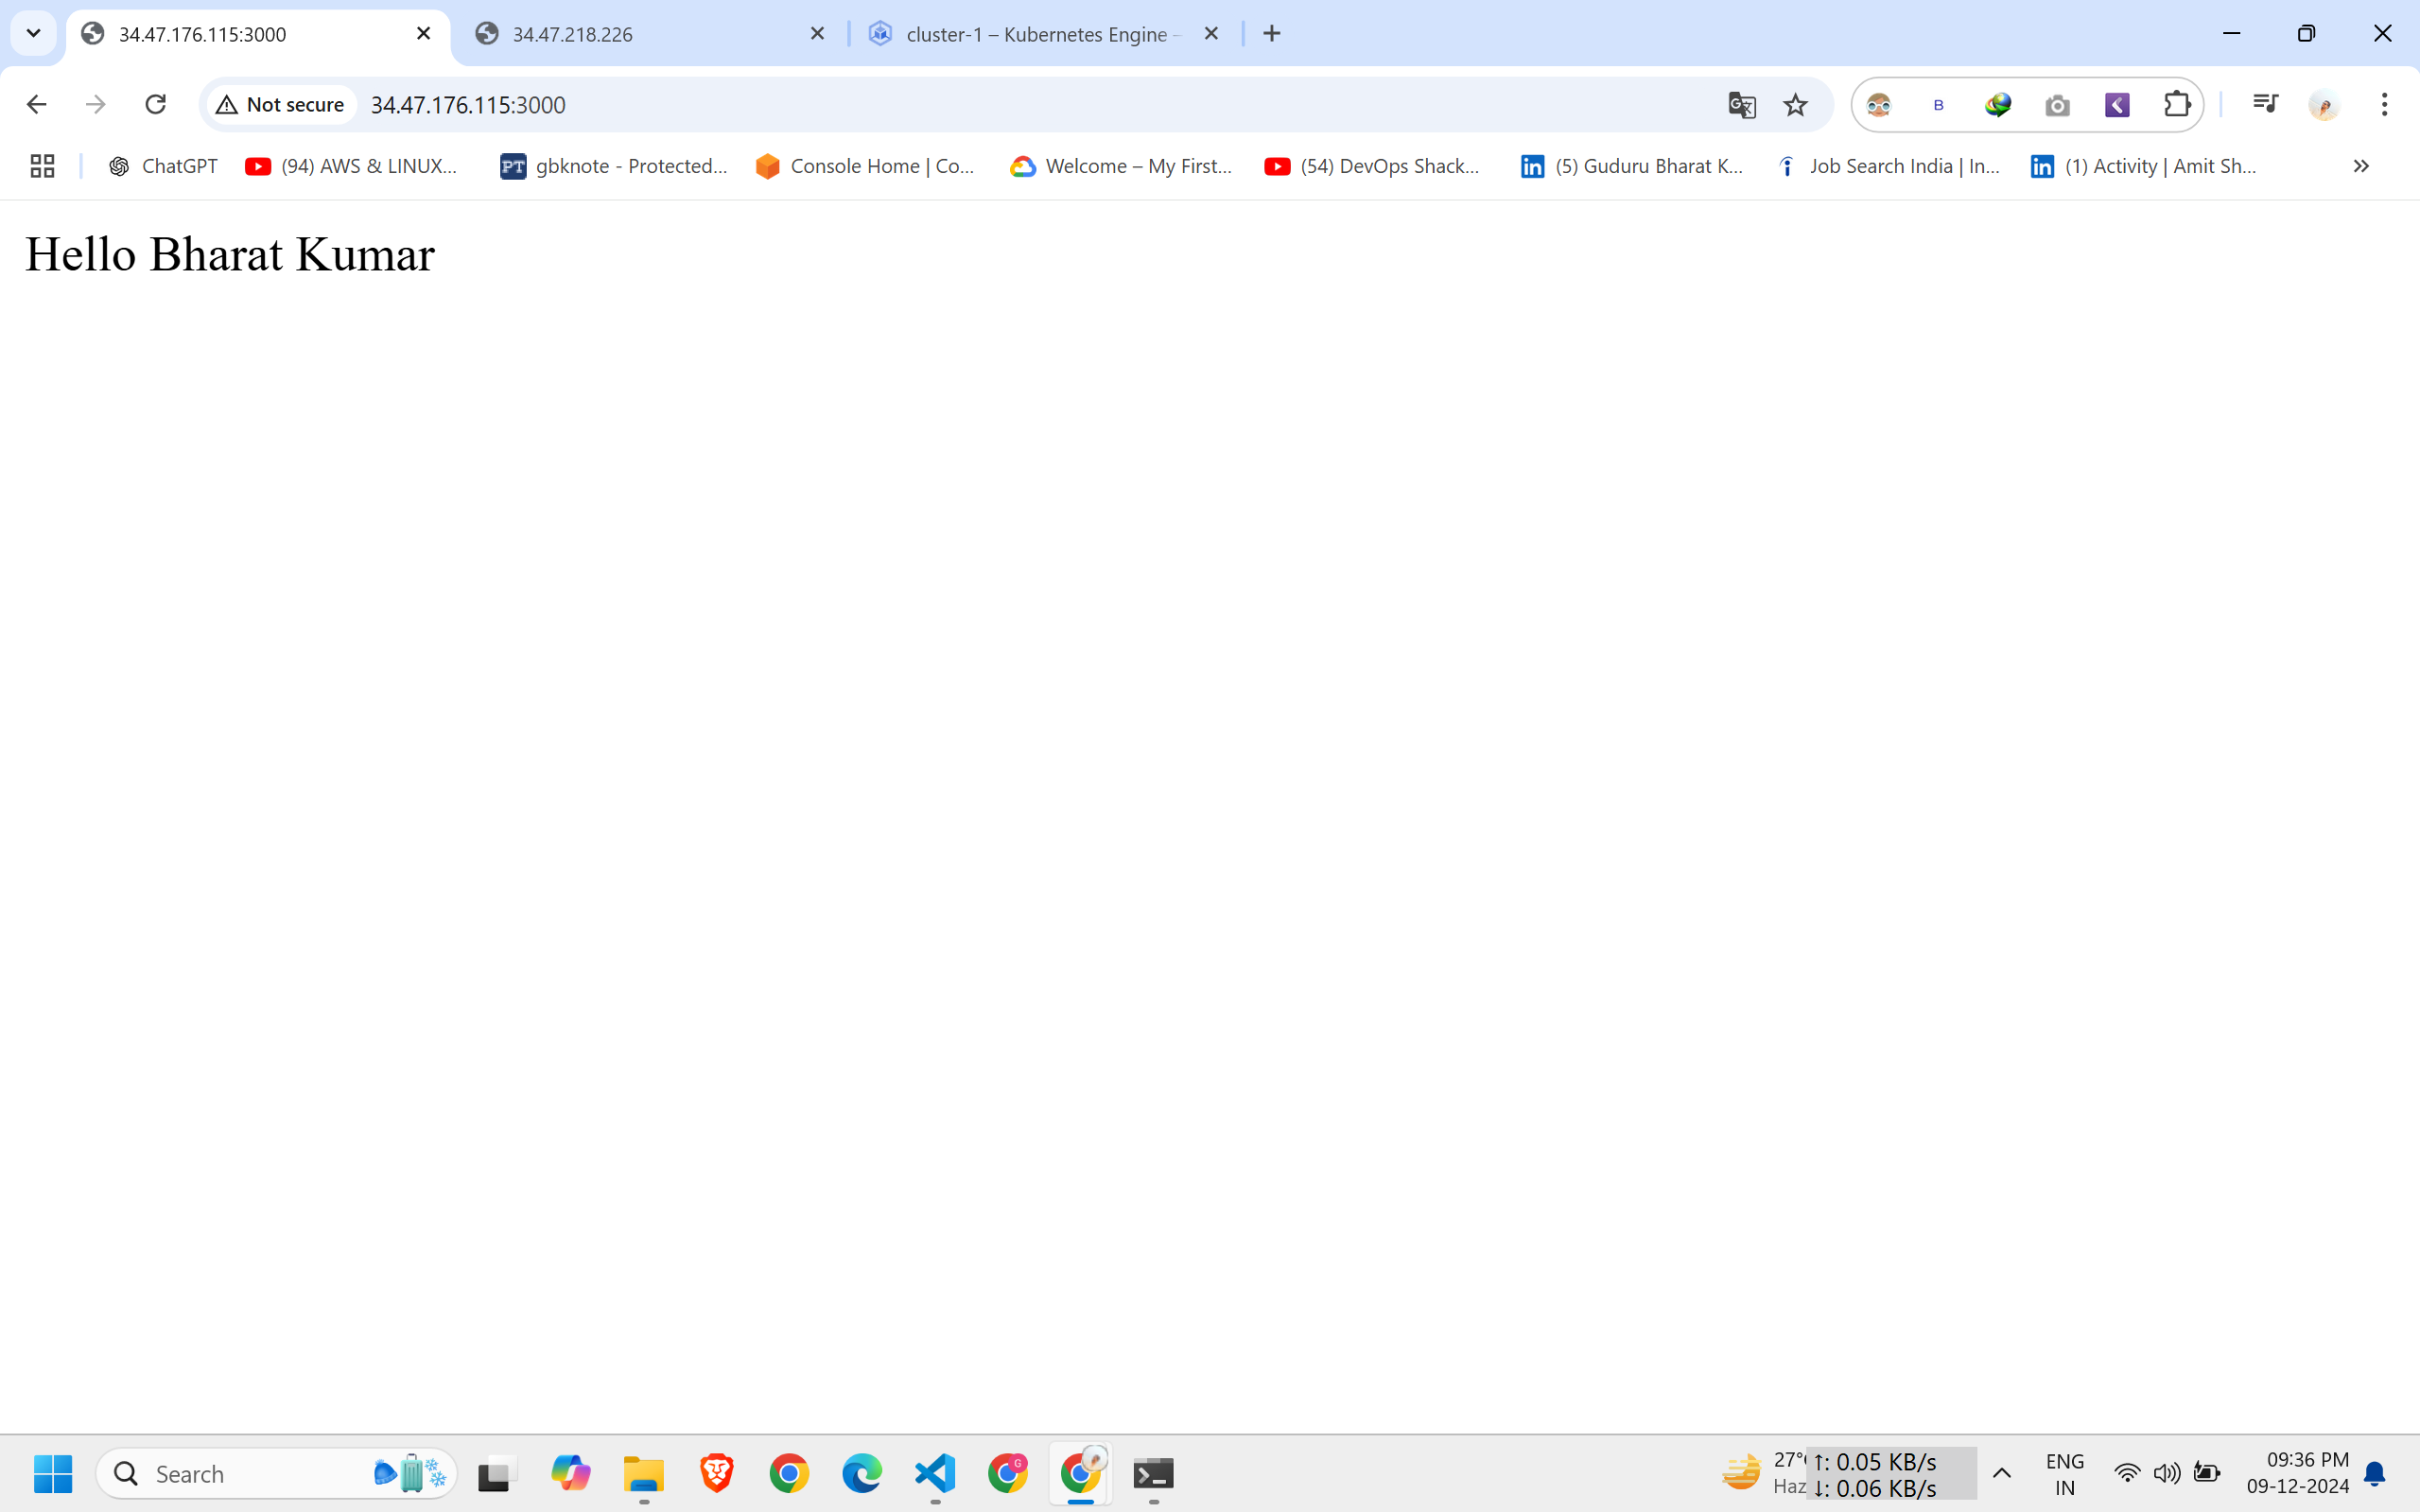 34.47.176.115:3000
34.47.218.226
cluster-1 – Kubernetes Engine –
Not secure
34.47.176.115:3000
B
ChatGPT
(94) AWS & LINUX...
PT
gbknote - Protected...
Console Home | Co...
Welcome – My First...
(54) DevOps Shack...
in
(5) Guduru Bharat K...
Job Search India | In...
in
(1) Activity | Amit Sh...
Hello Bharat Kumar
Search
G
27°
Haz
↑: 0.05 KB/s
↓: 0.06 KB/s
ENG
IN
09:36 PM
09-12-2024